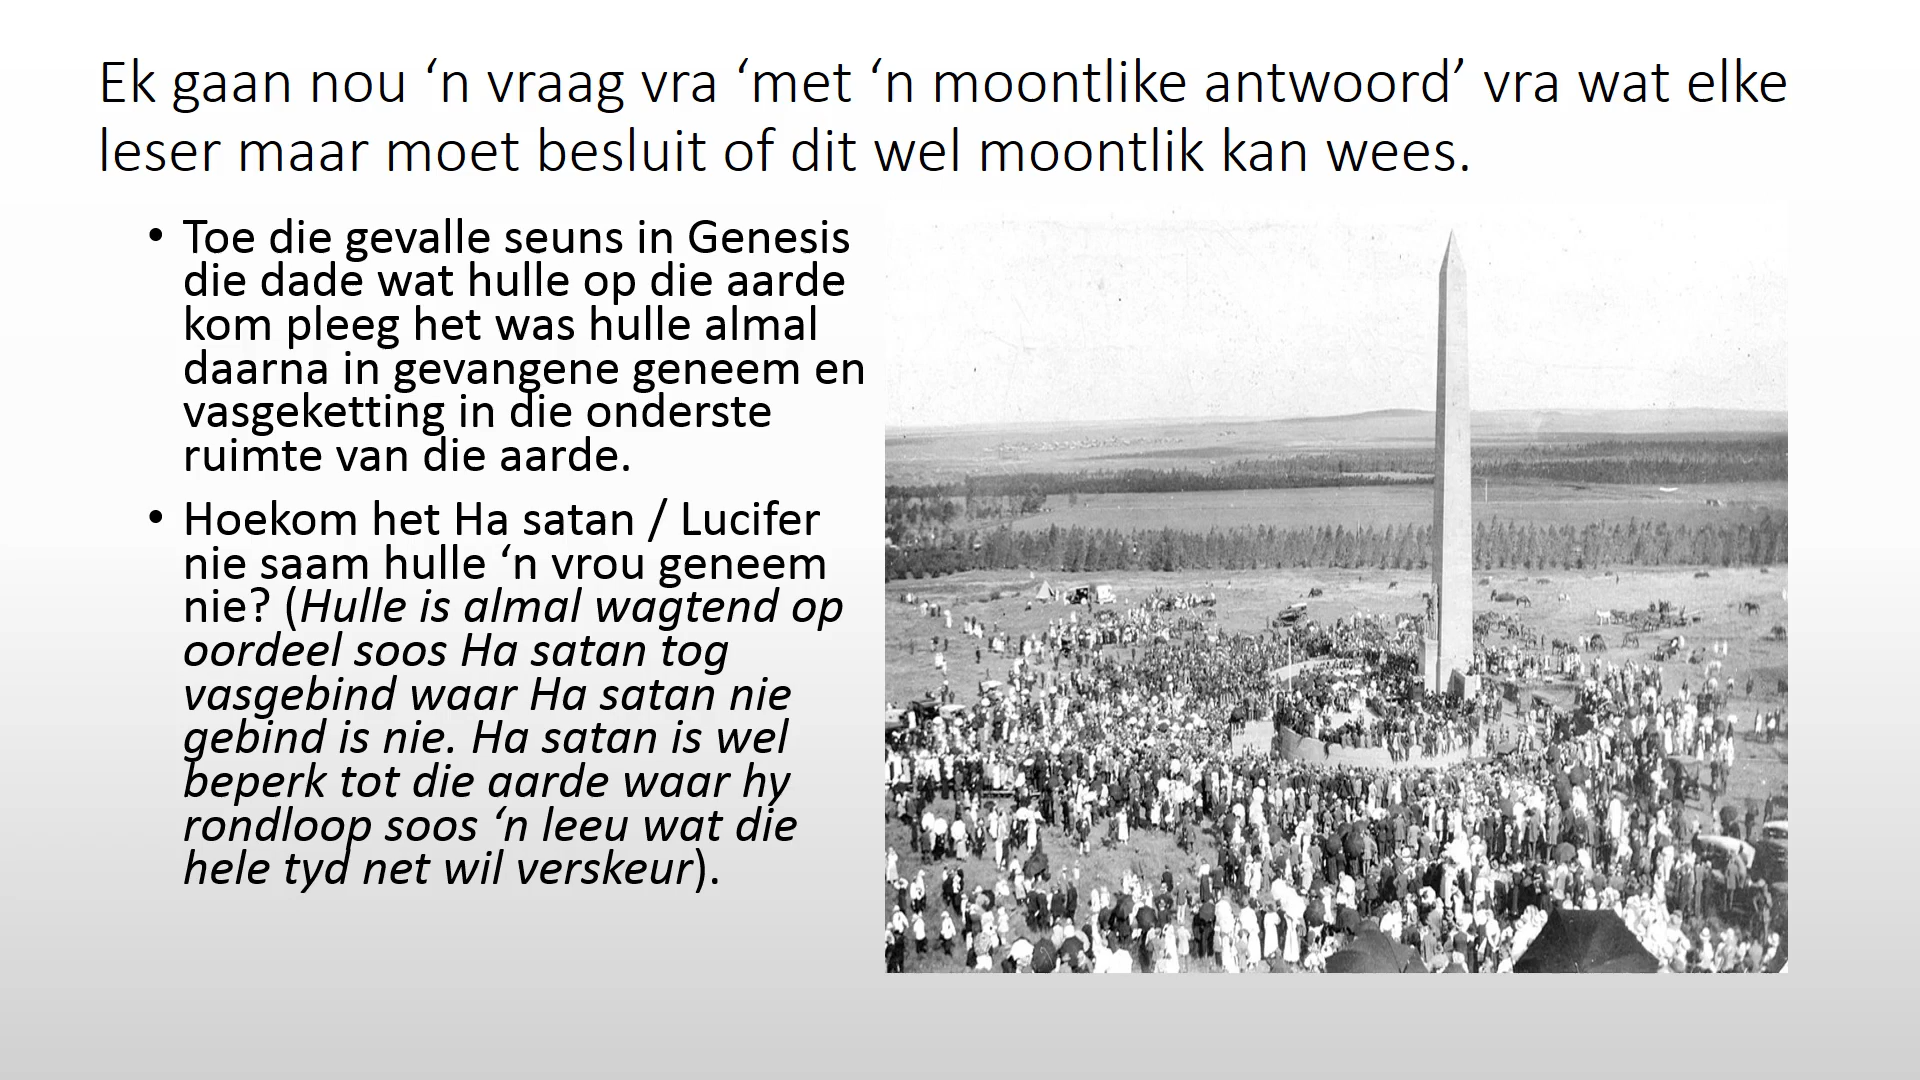 Ek gaan nou ‘n vraag vra ‘met ‘n moontlike antwoord’ vra wat elke
leser maar moet besluit of dit wel moontlik kan wees.
• Toe die gevalle seuns in Genesis
die dade wat hulle op die aarde
kom pleeg het was hulle almal
daarna in gevangene geneem en
vasgeketting in die onderste
ruimte van die aarde.
• Hoekom het Ha satan / Lucifer
nie saam hulle ‘n vrou geneem
nie? (Hulle is almal wagtend op
oordeel soos Ha satan tog
vasgebind waar Ha satan nie
gebind is nie. Ha satan is wel
beperk tot die aarde waar hy
rondloop soos ‘n leeu wat die
hele tyd net wil verskeur).